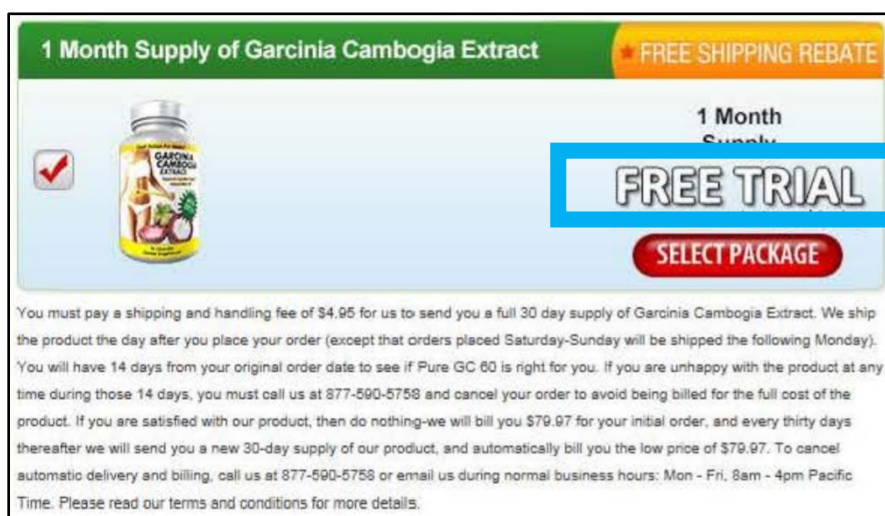 1 Month Supply of Garcinia Cambogia Extract
FREE SHIPPING REBATE
GARCINIA
CAMBOGIA
EXTRACT
1 Month
Supply
FREE TRIAL
SELECT PACKAGE
You must pay a shipping and handling fee of $4.95 for us to send you a full 30 day supply of Garcinia Cambogia Extract. We ship
the product the day after you place your order (except that orders placed Saturday-Sunday will be shipped the following Monday).
You will have 14 days from your original order date to see if Pure GC 60 is right for you. If you are unhappy with the product at any
time during those 14 days, you must call us at 877-590-5758 and cancel your order to avoid being billed for the full cost of the
product. If you are satisfied with our product, then do nothing-we will bill you $79.97 for your initial order, and every thirty days
thereafter we will send you a new 30-day supply of our product, and automatically bill you the low price of $79.97. To cancel
automatic delivery and billing, call us at 877-590-5758 or email us during normal business hours: Mon - Fri, 8am - 4pm Pacific
Time. Please read our terms and conditions for more details.